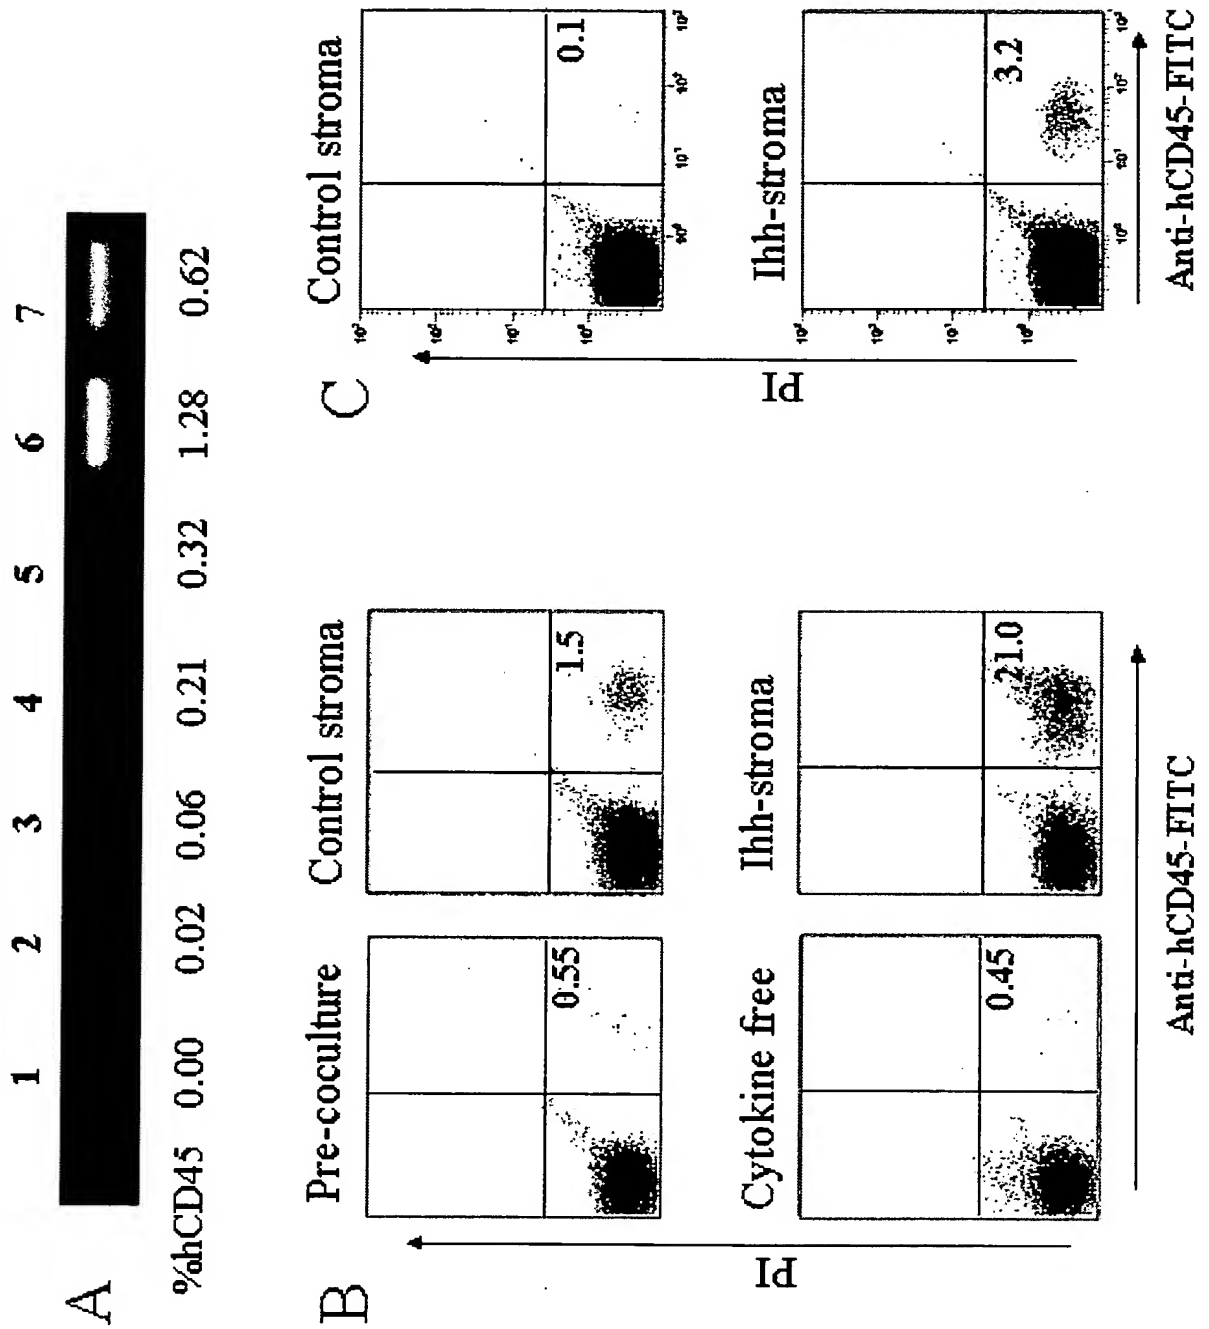 A
1 2 3 4 5 6 7
%hCD45 0.00 0.02 0.06 0.21 0.32 1.28 0.62
B
Pre-coculture
0.55
Control stroma
1.5
Cytokine free
0.45
Ihh-stroma
21.0
PI
Anti-hCD45-FITC
C
Control stroma
0.1
Ihh-stroma
3.2
PI
Anti-hCD45-FITC